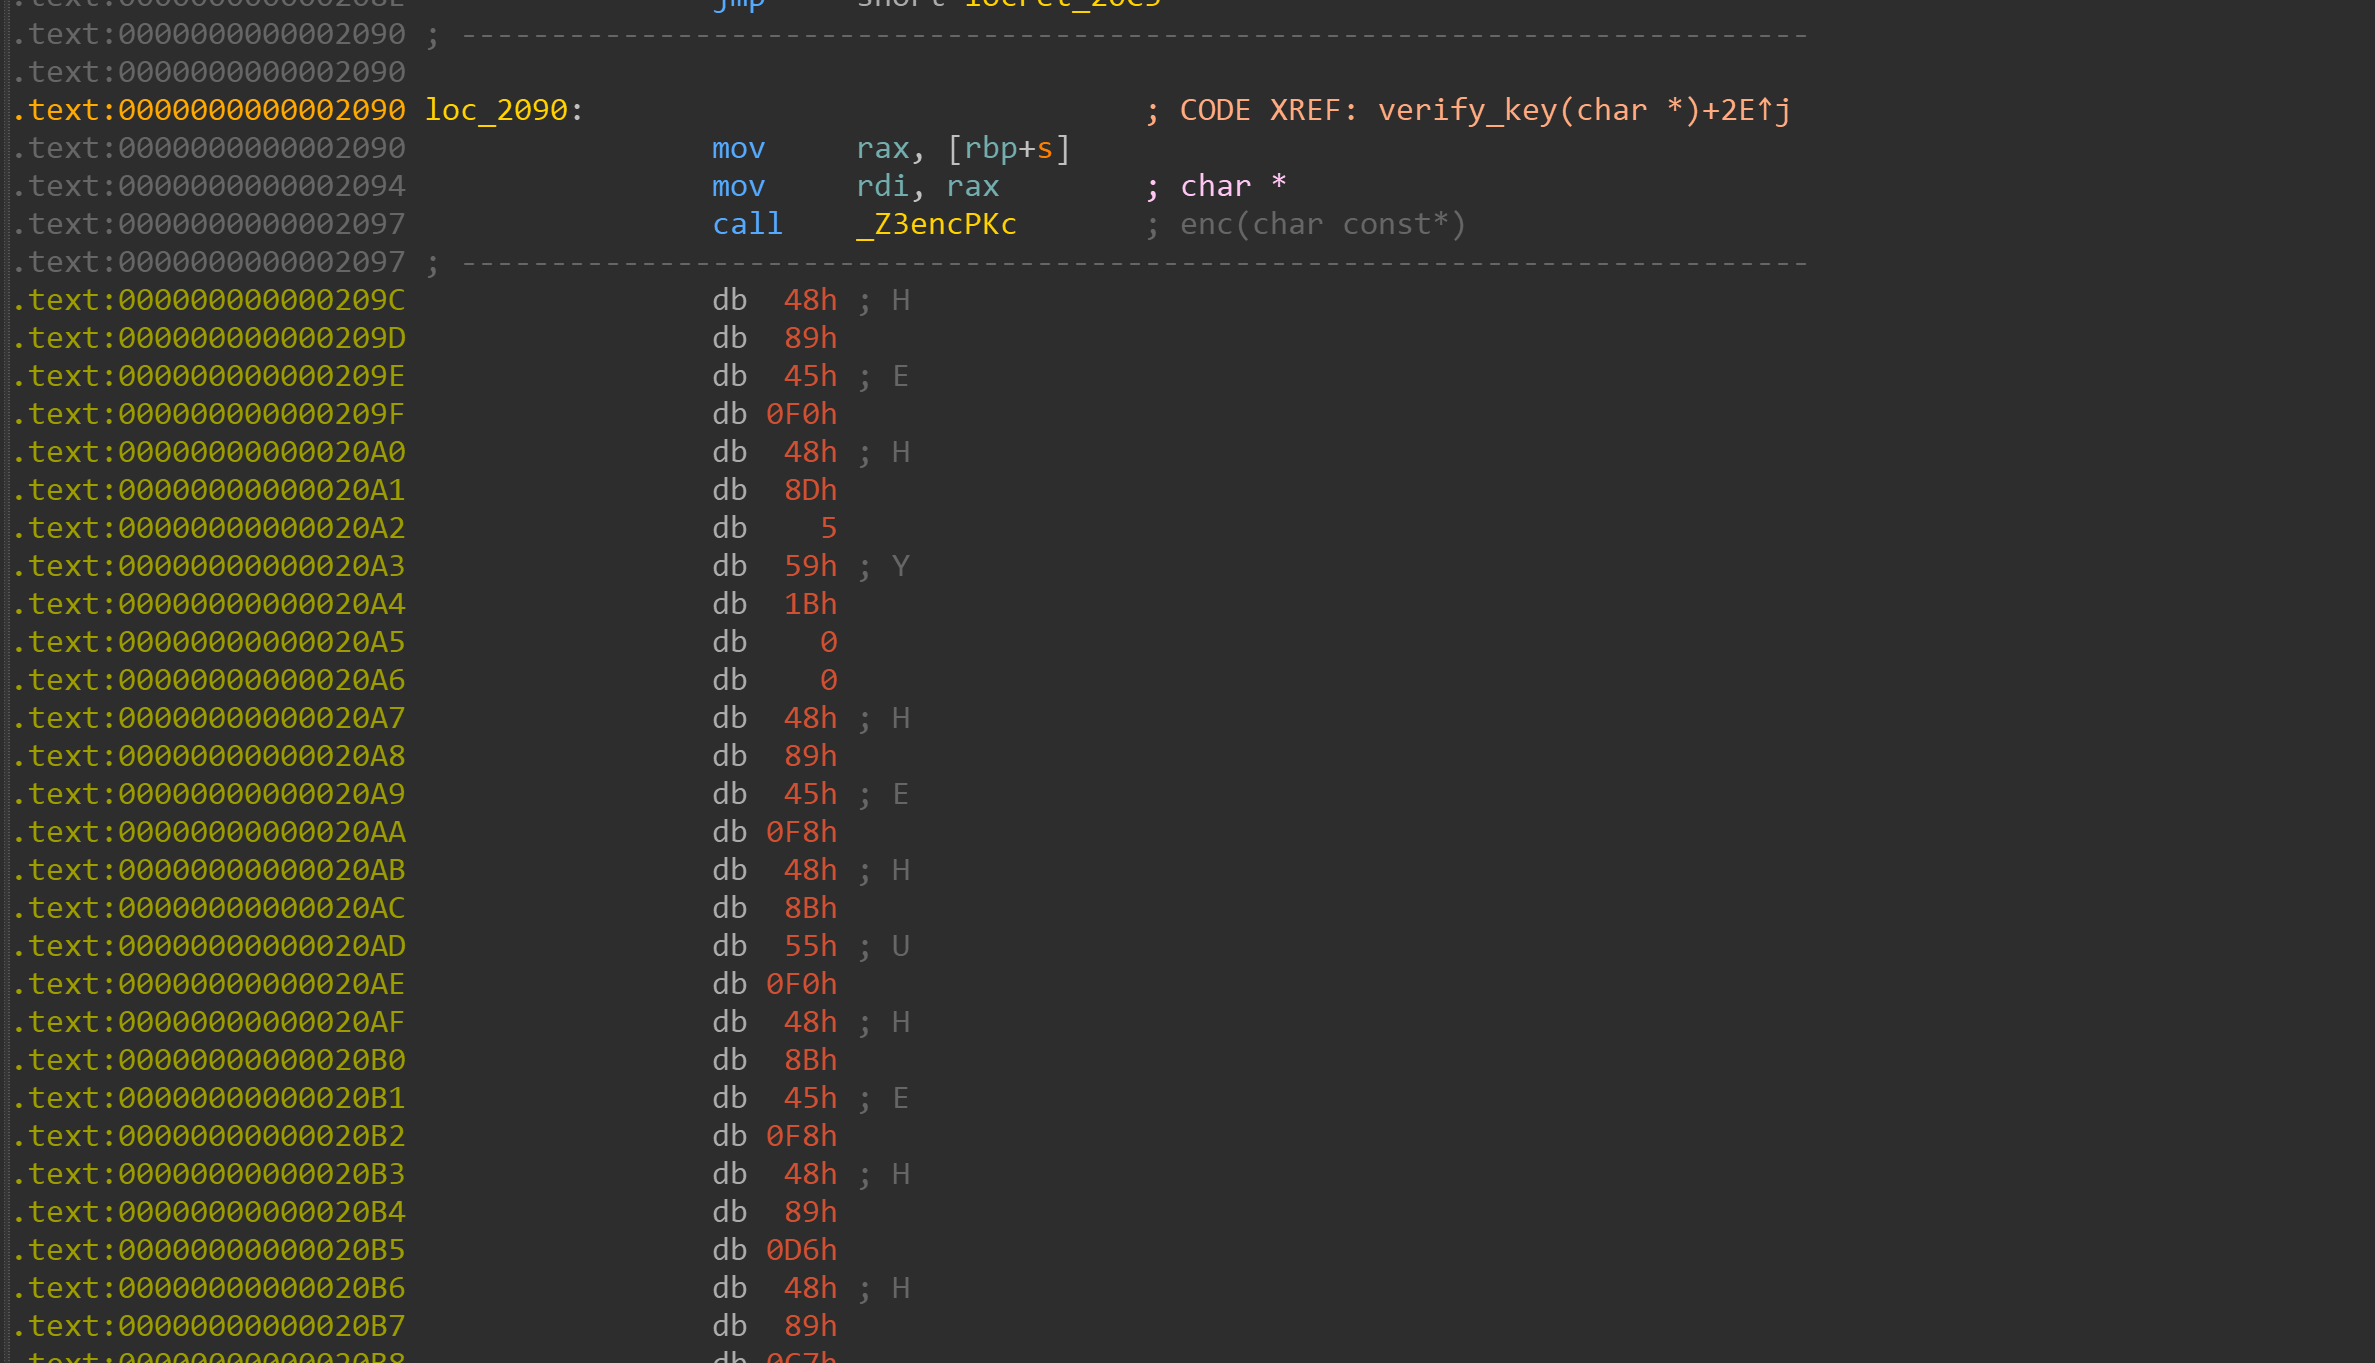 jmp short locret_20C5
.text:0000000000002090 ; ---------------------------------------------------------------------------
.text:0000000000002090
.text:0000000000002090 loc_2090: ; CODE XREF: verify_key(char *)+2E↑j
.text:0000000000002090 mov rax, [rbp+s]
.text:0000000000002094 mov rdi, rax ; char *
.text:0000000000002097 call _Z3encPKc ; enc(char const*)
.text:0000000000002097 ; ---------------------------------------------------------------------------
.text:000000000000209C db 48h ; H
.text:000000000000209D db 89h
.text:000000000000209E db 45h ; E
.text:000000000000209F db 0F0h
.text:00000000000020A0 db 48h ; H
.text:00000000000020A1 db 8Dh
.text:00000000000020A2 db 5
.text:00000000000020A3 db 59h ; Y
.text:00000000000020A4 db 1Bh
.text:00000000000020A5 db 0
.text:00000000000020A6 db 0
.text:00000000000020A7 db 48h ; H
.text:00000000000020A8 db 89h
.text:00000000000020A9 db 45h ; E
.text:00000000000020AA db 0F8h
.text:00000000000020AB db 48h ; H
.text:00000000000020AC db 8Bh
.text:00000000000020AD db 55h ; U
.text:00000000000020AE db 0F0h
.text:00000000000020AF db 48h ; H
.text:00000000000020B0 db 8Bh
.text:00000000000020B1 db 45h ; E
.text:00000000000020B2 db 0F8h
.text:00000000000020B3 db 48h ; H
.text:00000000000020B4 db 89h
.text:00000000000020B5 db 0D6h
.text:00000000000020B6 db 48h ; H
.text:00000000000020B7 db 89h
.text:00000000000020B8 db 0C7h